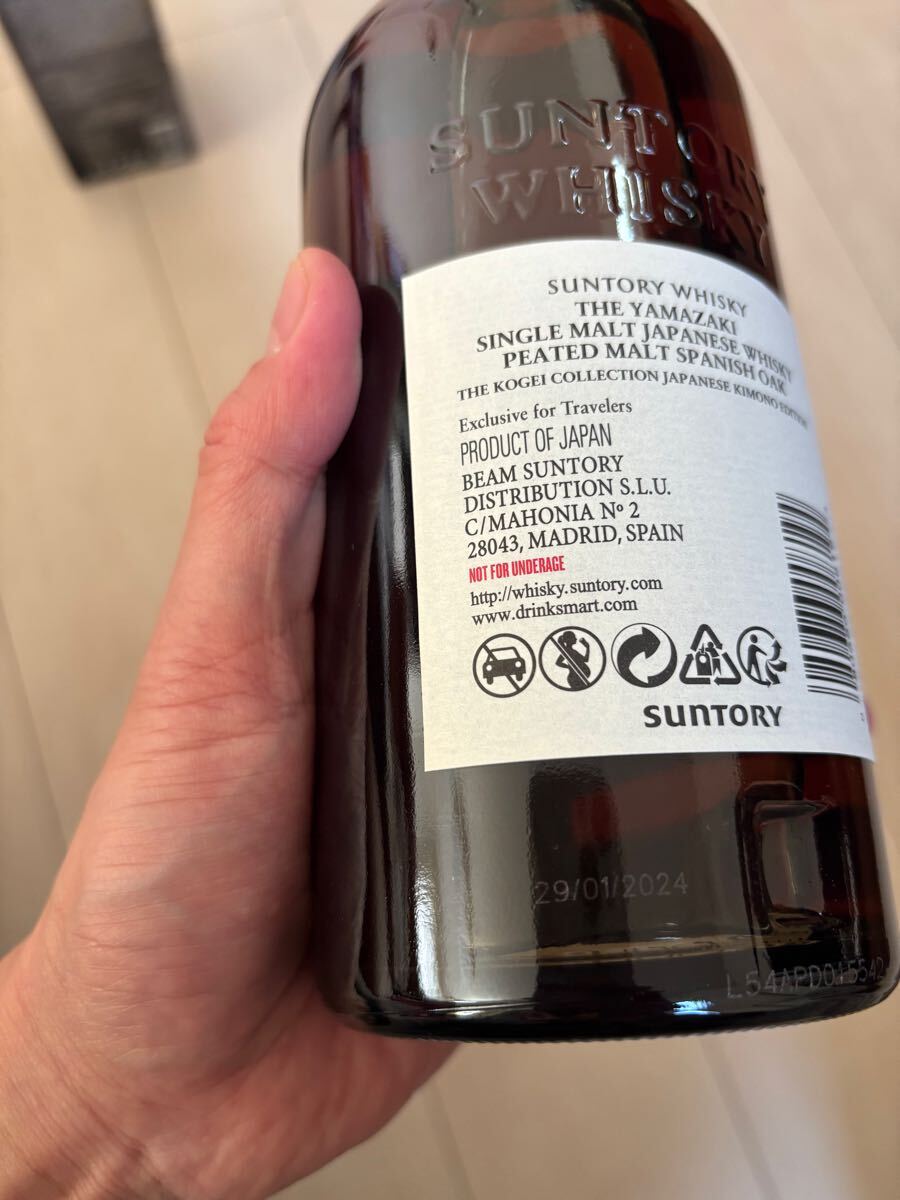 SUNTORY
WHISKY
SUNTORY WHISKY
THE YAMAZAKI
SINGLE MALT JAPANESE WHISKY
PEATED MALT SPANISH OAK
THE KOGEI COLLECTION JAPANESE KIMONO EDITION
Exclusive for Travelers
PRODUCT OF JAPAN
BEAM SUNTORY
DISTRIBUTION S.L.U.
C/MAHONIA Nº 2
28043, MADRID, SPAIN
NOT FOR UNDERAGE
http://whisky.suntory.com
www.drinksmart.com
SUNTORY
29/01/2024
L54APD015542